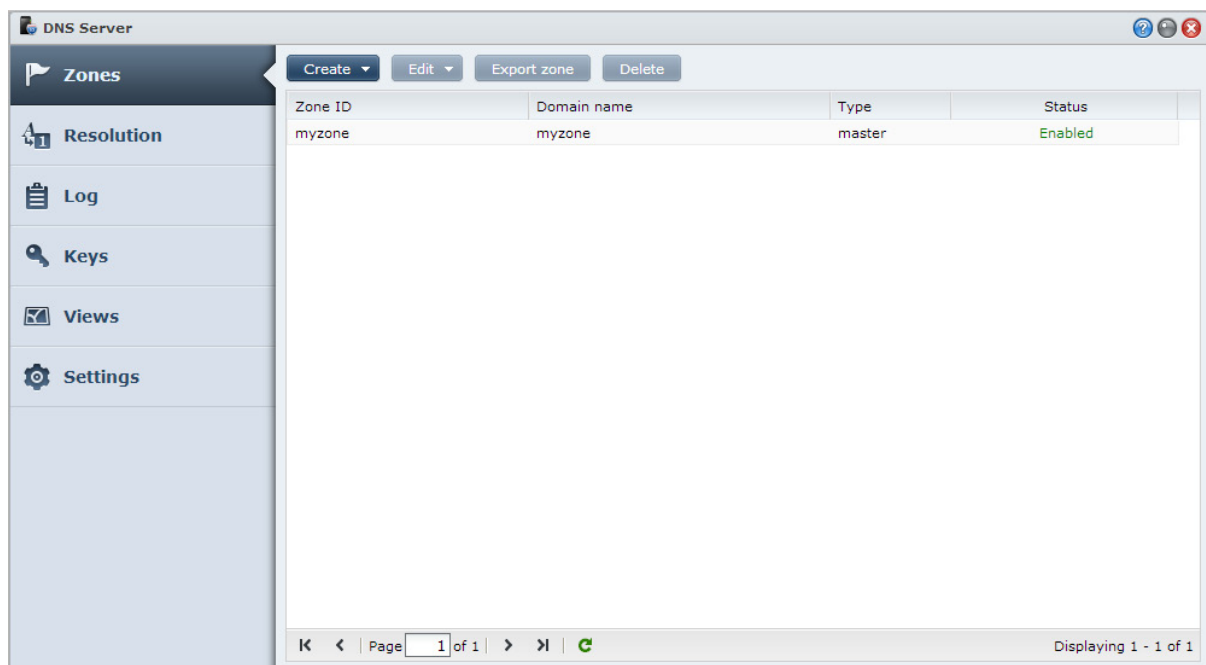 DNS Server
Zones
Resolution
Log
Keys
Views
Settings
Create Edit Export zone Delete
Zone ID Domain name Type Status
myzone myzone master Enabled
Page 1 of 1 Displaying 1 - 1 of 1